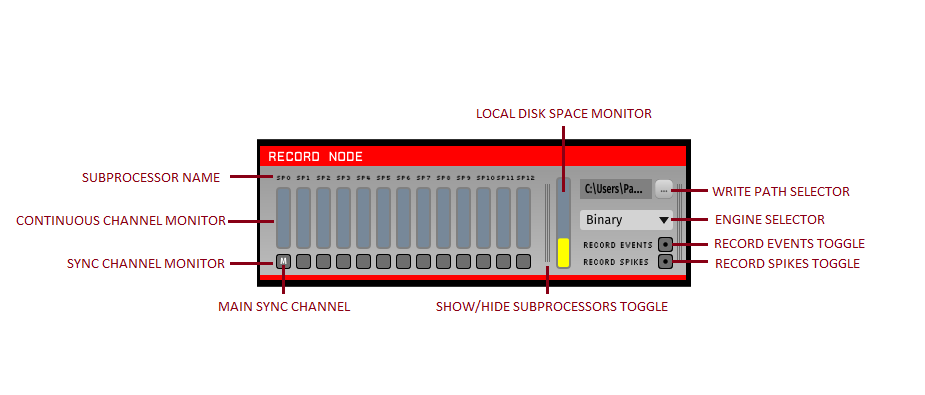 LOCAL DISK SPACE MONITOR
RECORD NODE
SUBPROCESSOR NAME
SP0 SP1 SP2 SP3 SP4 SP5 SP6 SP7 SP8 SP9 SP10 SP11 SP12
C:\Users\Pa... ...
WRITE PATH SELECTOR
CONTINUOUS CHANNEL MONITOR
Binary
ENGINE SELECTOR
RECORD EVENTS
RECORD EVENTS TOGGLE
SYNC CHANNEL MONITOR
M
RECORD SPIKES
RECORD SPIKES TOGGLE
MAIN SYNC CHANNEL
SHOW/HIDE SUBPROCESSORS TOGGLE